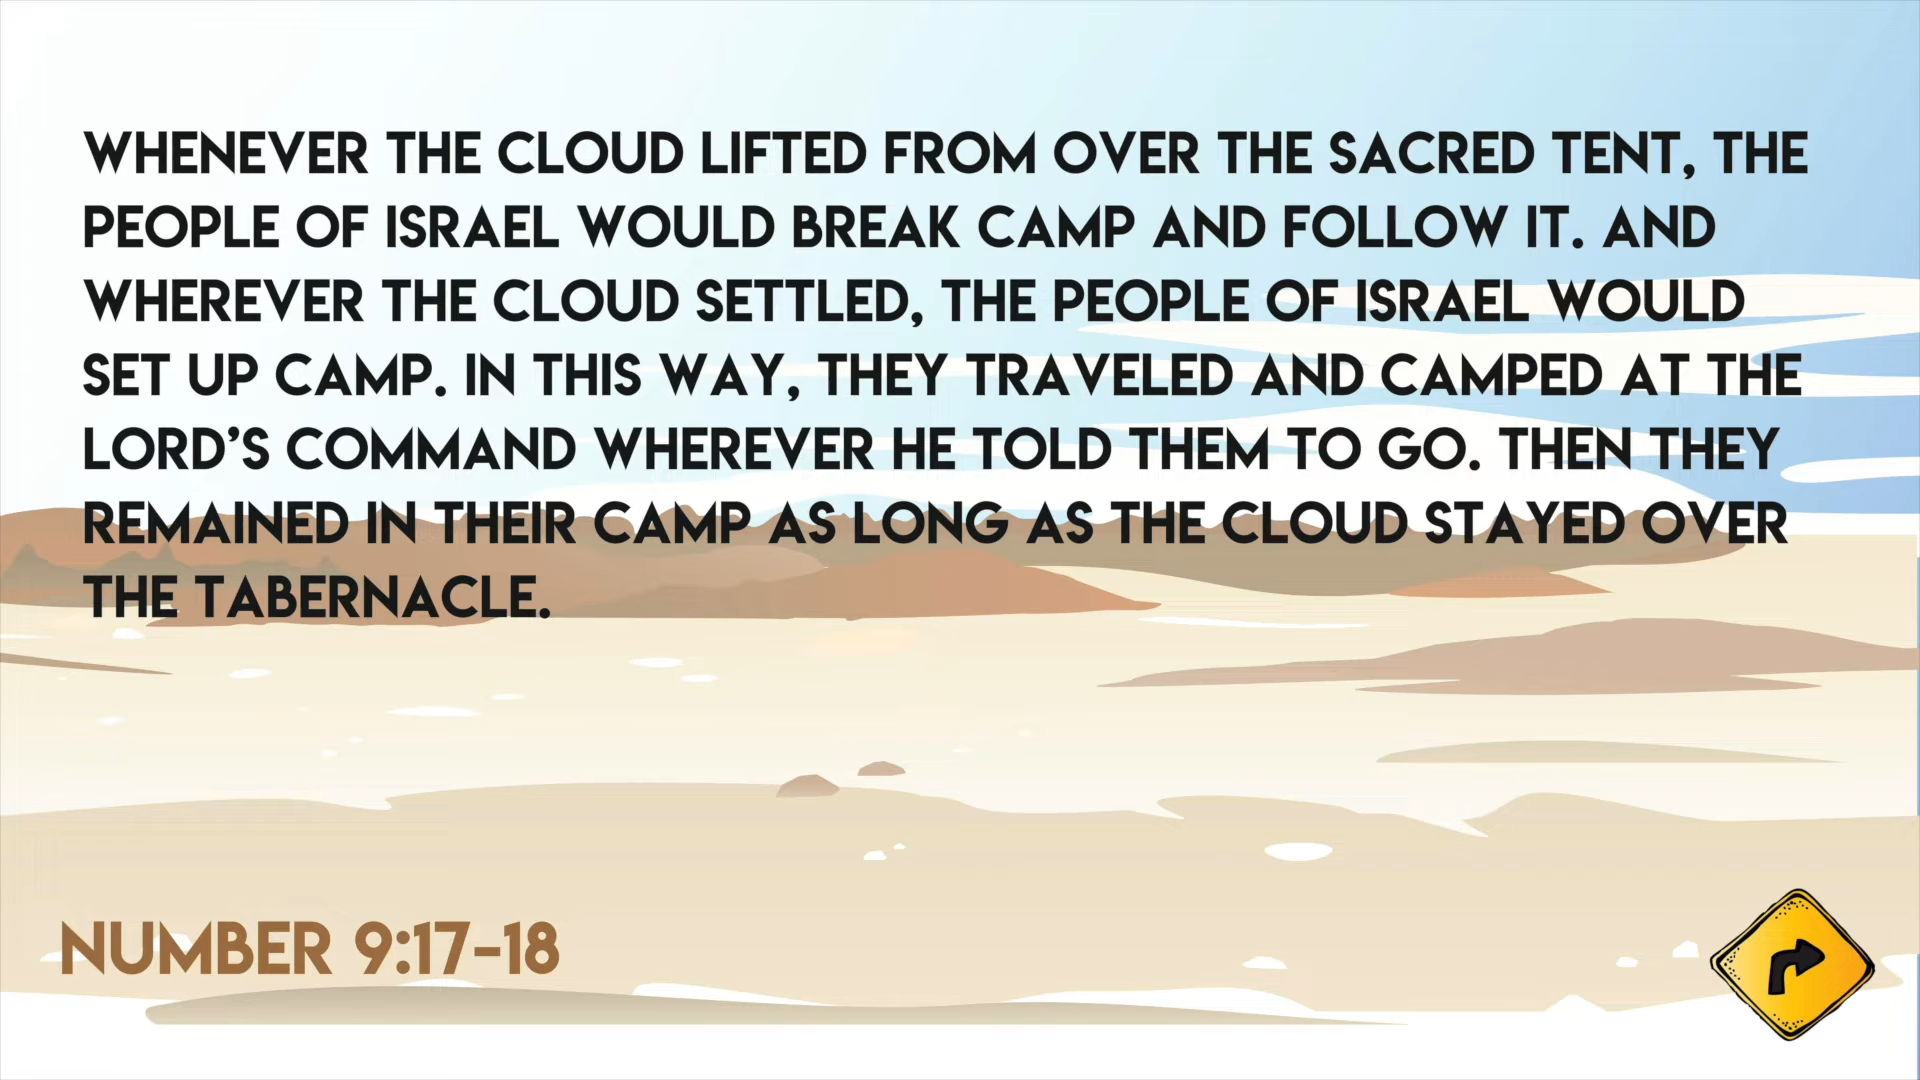 WHENEVER THE CLOUD LIFTED FROM OVER THE SACRED TENT, THE
PEOPLE OF ISRAEL WOULD BREAK CAMP AND FOLLOW IT. AND
WHEREVER THE CLOUD SETTLED, THE PEOPLE OF ISRAEL WOULD
SET UP CAMP. IN THIS WAY, THEY TRAVELED AND CAMPED AT THE
LORD’S COMMAND WHEREVER HE TOLD THEM TO GO. THEN THEY
REMAINED IN THEIR CAMP AS LONG AS THE CLOUD STAYED OVER
THE TABERNACLE.
NUMBER 9:17-18